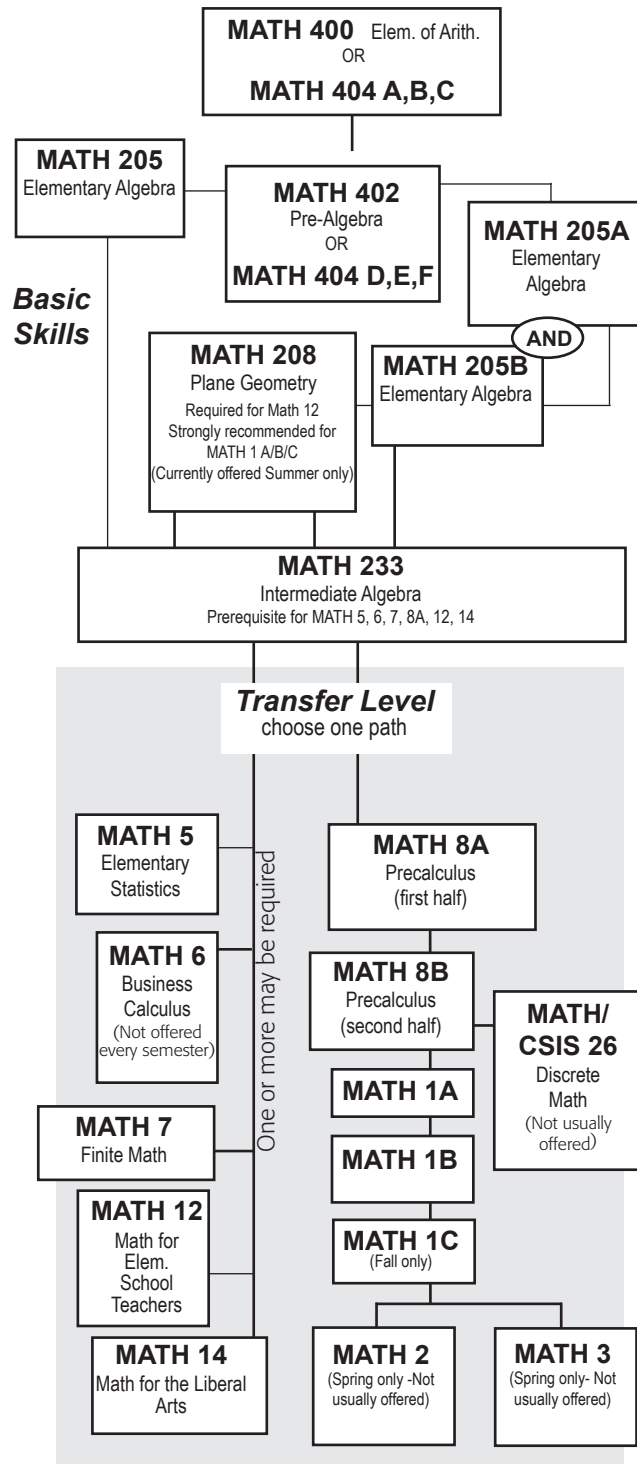 MATH 400 Elem. of Arith.
OR
MATH 404 A,B,C
MATH 205
Elementary Algebra
MATH 402
Pre-Algebra
OR
MATH 404 D,E,F
MATH 205A
Elementary
Algebra
AND
Basic
Skills
MATH 208
Plane Geometry
Required for Math 12
Strongly recommended for
MATH 1 A/B/C
(Currently offered Summer only)
MATH 205B
Elementary Algebra
MATH 233
Intermediate Algebra
Prerequisite for MATH 5, 6, 7, 8A, 12, 14
Transfer Level
choose one path
MATH 5
Elementary
Statistics
MATH 6
Business
Calculus
(Not offered
every semester)
MATH 7
Finite Math
MATH 12
Math for
Elem.
School
Teachers
MATH 14
Math for the Liberal
Arts
One or more may be required
MATH 8A
Precalculus
(first half)
MATH 8B
Precalculus
(second half)
MATH/
CSIS 26
Discrete
Math
(Not usually
offered)
MATH 1A
MATH 1B
MATH 1C
(Fall only)
MATH 2
(Spring only -Not
usually offered)
MATH 3
(Spring only- Not
usually offered)